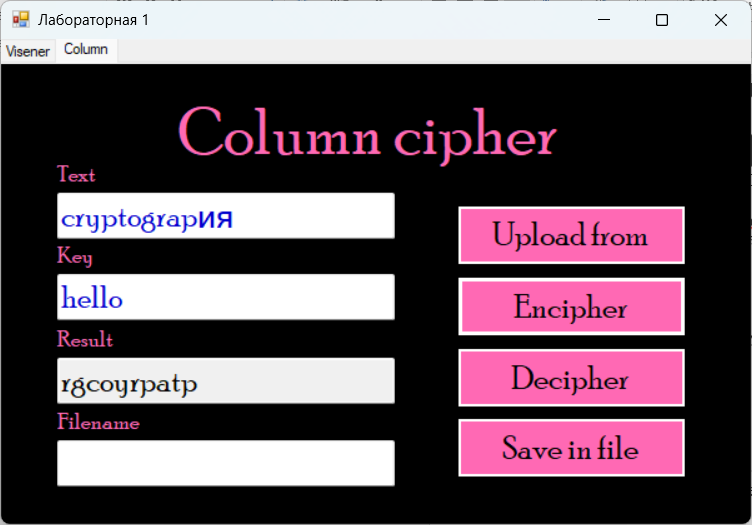 Лабораторная 1
Visener Column
Column cipher
Text
cryptograpия
Key
hello
Result
rgcoyrpatp
Filename
Upload from
Encipher
Decipher
Save in file